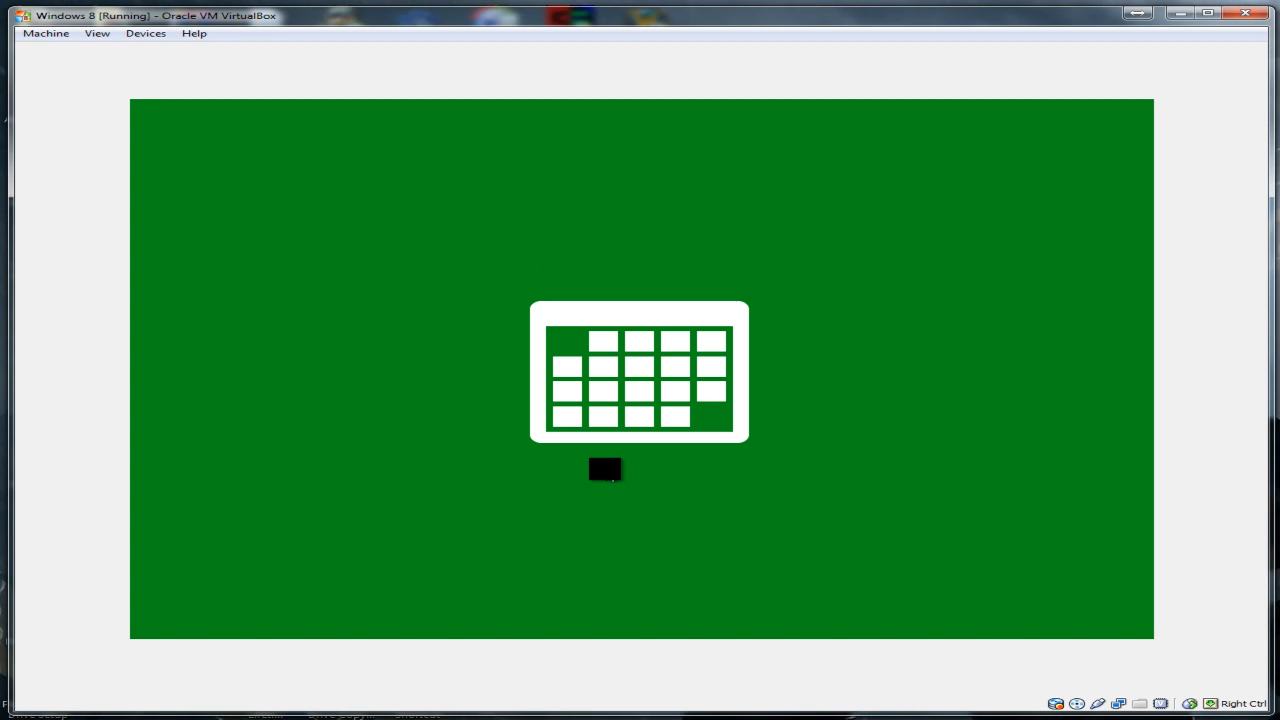 Windows 8 [Running] - Oracle VM VirtualBox
Machine View Devices Help
Right Ctrl